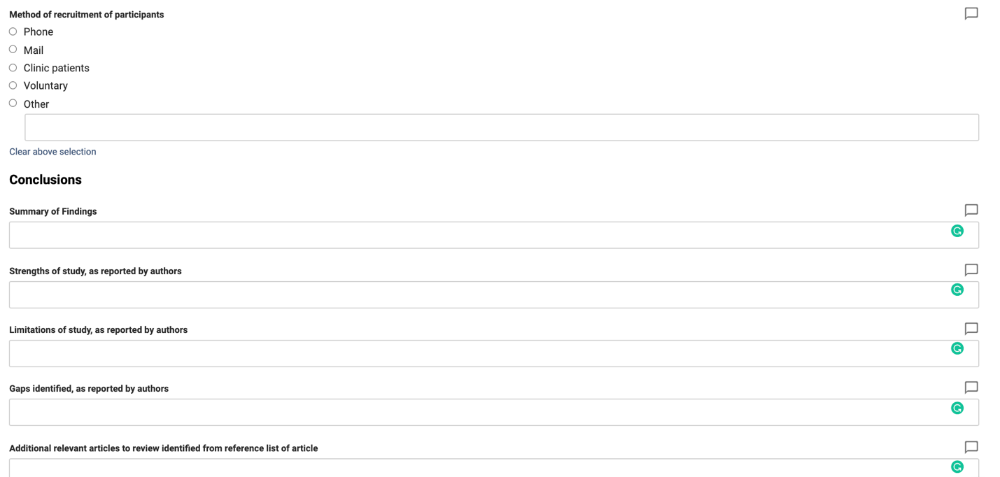 Method of recruitment of participants
Phone
Mail
Clinic patients
Voluntary
Other
Clear above selection
Conclusions
Summary of Findings
Strengths of study, as reported by authors
Limitations of study, as reported by authors
Gaps identified, as reported by authors
Additional relevant articles to review identified from reference list of article